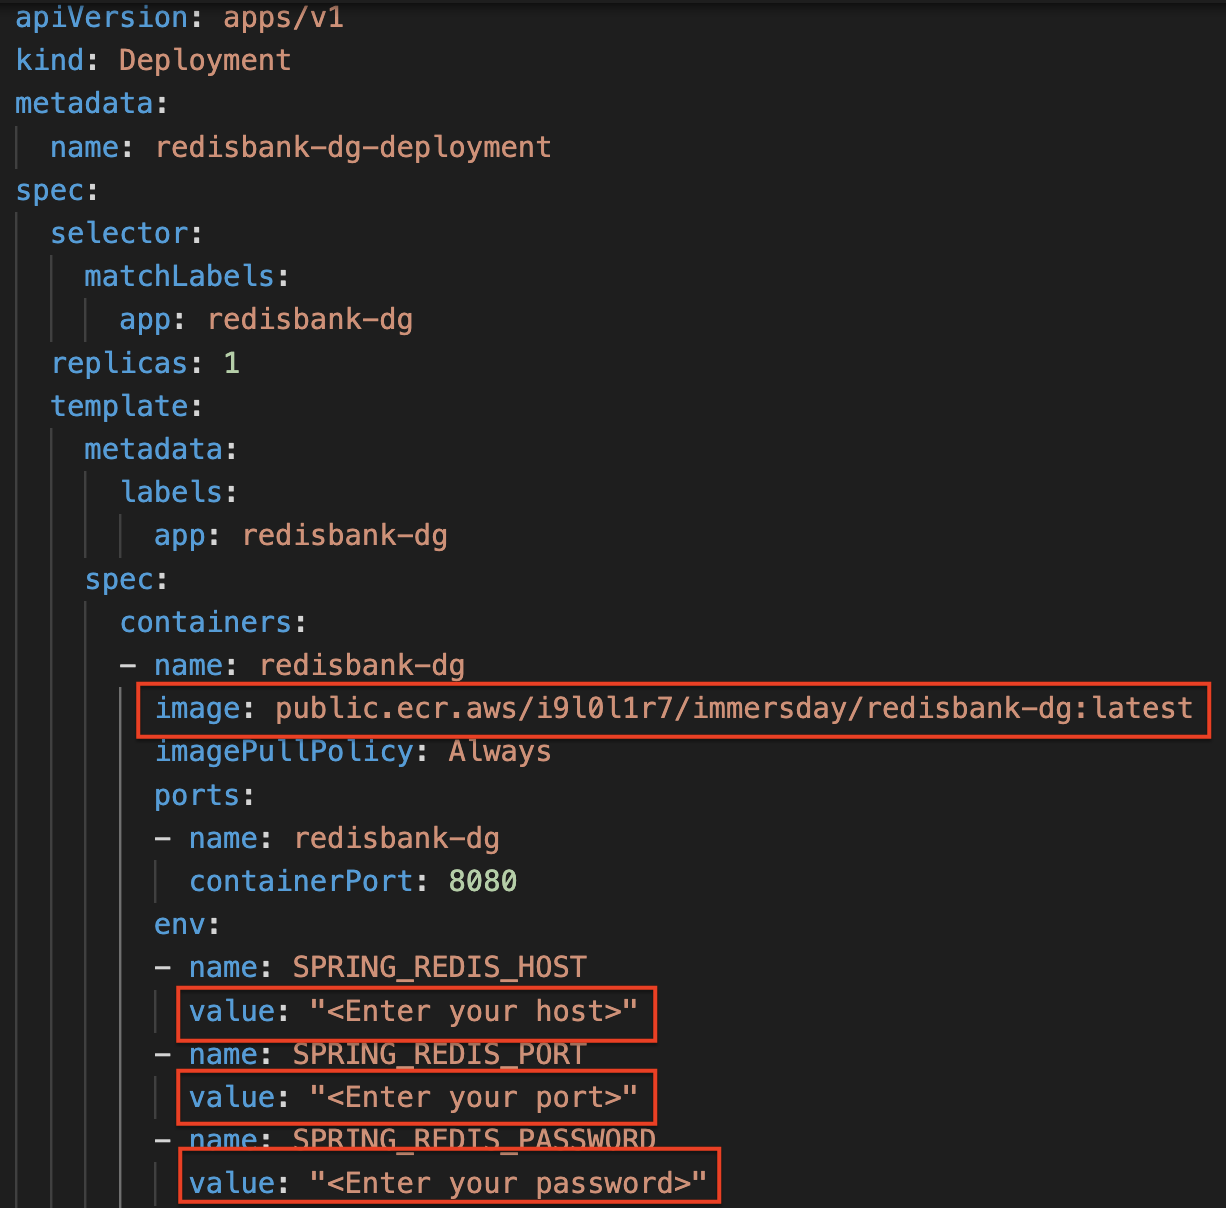 apiVersion: apps/v1
kind: Deployment
metadata:
  name: redisbank-dg-deployment
spec:
  selector:
    matchLabels:
      app: redisbank-dg
  replicas: 1
  template:
    metadata:
      labels:
        app: redisbank-dg
    spec:
      containers:
      - name: redisbank-dg
        image: public.ecr.aws/i9l0l1r7/immersday/redisbank-dg:latest
        imagePullPolicy: Always
        ports:
        - name: redisbank-dg
          containerPort: 8080
        env:
        - name: SPRING_REDIS_HOST
          value: "<Enter your host>"
        - name: SPRING_REDIS_PORT
          value: "<Enter your port>"
        - name: SPRING_REDIS_PASSWORD
          value: "<Enter your password>"